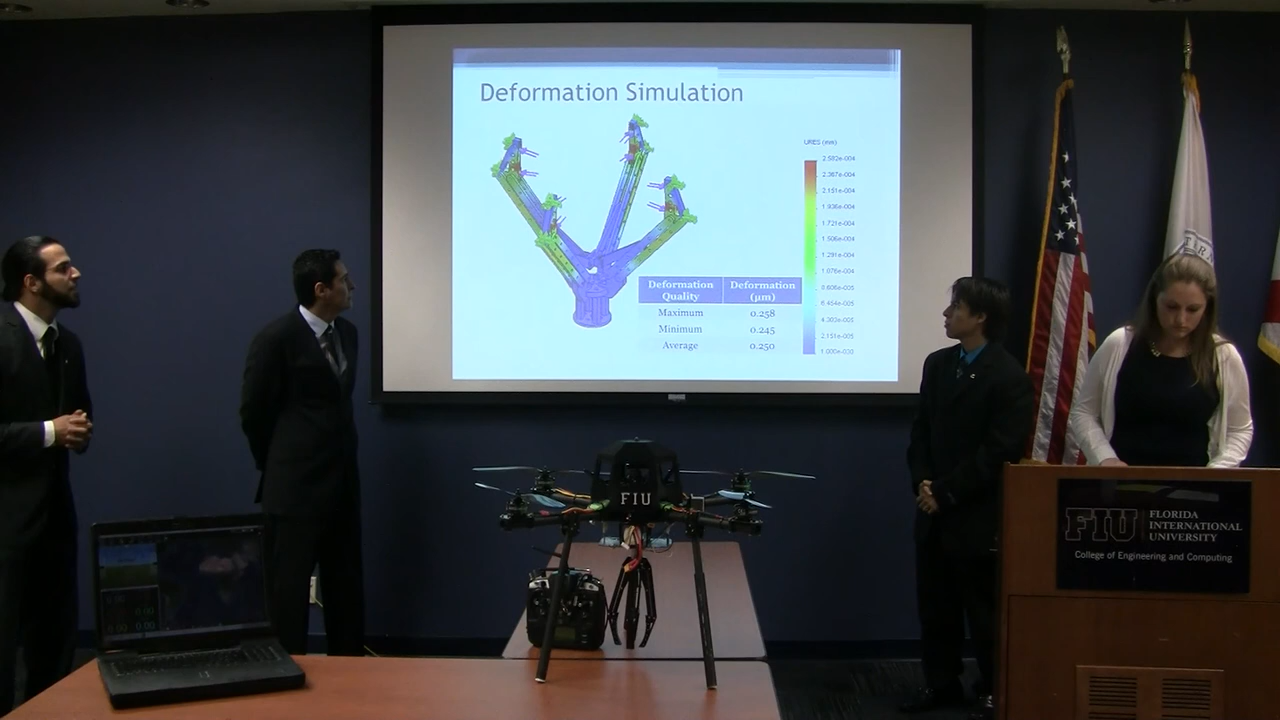 Deformation Simulation
URES (mm)
2.582e-004
2.367e-004
2.151e-004
1.936e-004
1.721e-004
1.506e-004
1.291e-004
1.076e-004
8.606e-005
6.454e-005
4.303e-005
2.151e-005
1.000e-030
Deformation Quality Deformation (µm)
Maximum 0.258
Minimum 0.245
Average 0.250
FIU
FIU FLORIDA
INTERNATIONAL
UNIVERSITY
College of Engineering and Computing